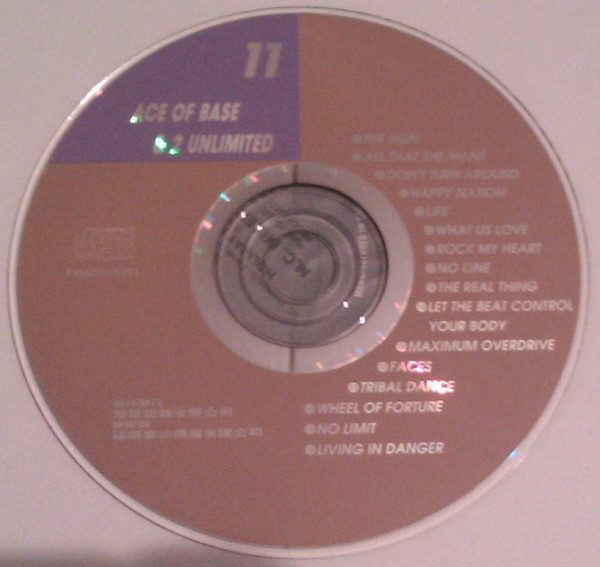 11
ACE OF BASE
& 2 UNLIMITED
THE SIGN
ALL THAT SHE WANT
DON'T TURN AROUND
HAPPY NATION
LIFE
WHAT US LOVE
ROCK MY HEART
NO ONE
THE REAL THING
LET THE BEAT CONTROL
YOUR BODY
MAXIMUM OVERDRIVE
FACES
TRIBAL DANCE
WHEEL OF FORTURE
NO LIMIT
LIVING IN DANGER